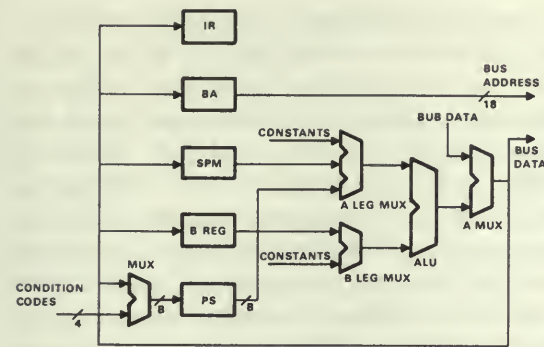 IR
BA
BUS
ADDRESS
18
BUB DATA
CONSTANTS
BUS
DATA
SPM
A LEG MUX
A MUX
B REG
CONSTANTS
B LEG MUX
ALU
MUX
CONDITION
CODES
4
8
PS
8